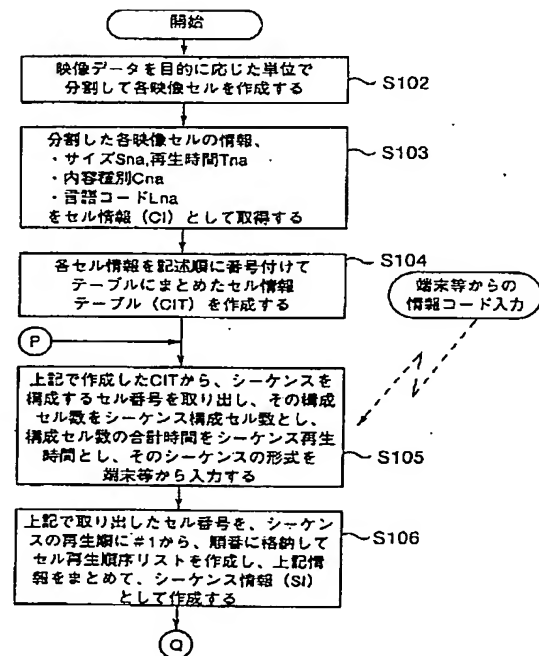 開始
映像データを目的に応じた単位で
分割して各映像セルを作成する
S102
分割した各映像セルの情報、
・サイズSna,再生時間Tna
・内容種別Cna
・言語コードLna
をセル情報(CI)として取得する
S103
各セル情報を記述順に番号付けて
テーブルにまとめたセル情報
テーブル(CIT)を作成する
S104
端末等からの
情報コード入力
P
上記で作成したCITから、シーケンスを
構成するセル番号を取り出し、その構成
セル数をシーケンス構成セル数とし、
構成セル数の合計時間をシーケンス再生
時間とし、そのシーケンスの形式を
端末等から入力する
S105
上記で取り出したセル番号を、シーケン
スの再生順に#1から、順番に格納して
セル再生順序リストを作成し、上記情
報をまとめて、シーケンス情報(SI)
として作成する
S106
Q